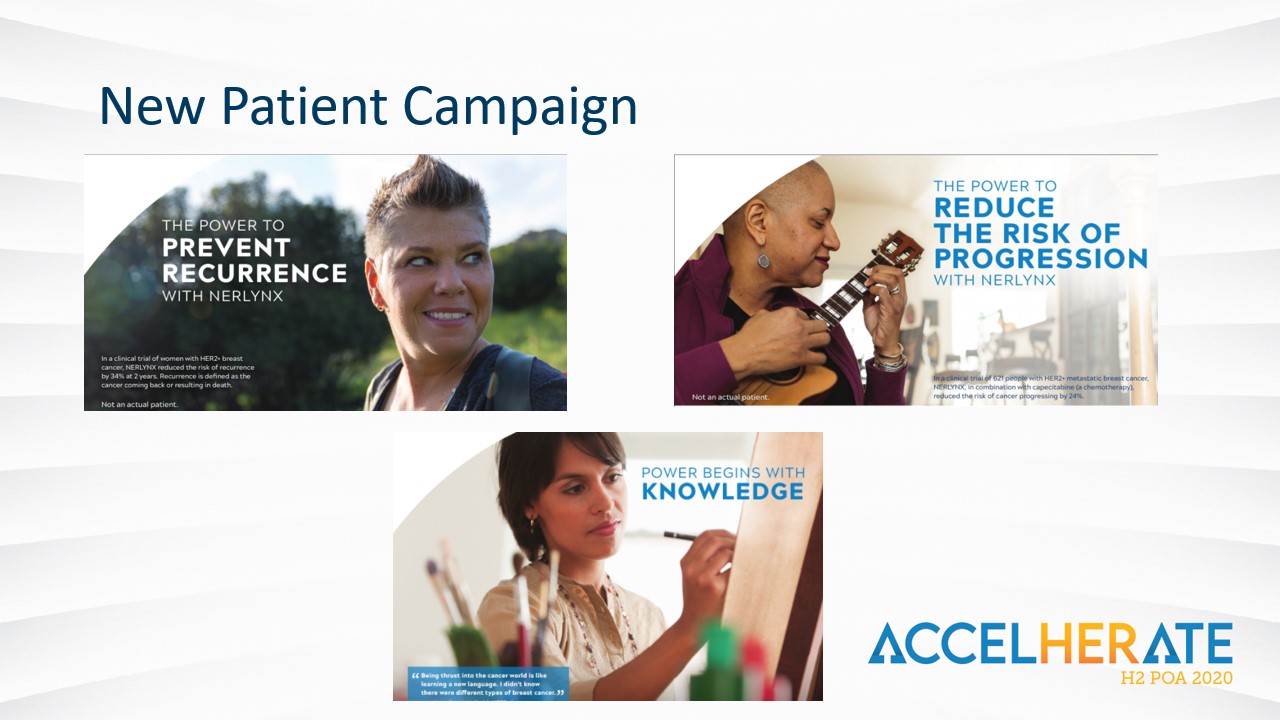 New Patient Campaign
THE POWER TO
PREVENT
RECURRENCE
WITH NERLYNX
In a clinical trial of women with HER2+ breast
cancer, NERLYNX reduced the risk of recurrence
by 34% at 2 years. Recurrence is defined as the
cancer coming back or resulting in death.
Not an actual patient.
THE POWER TO
REDUCE
THE RISK OF
PROGRESSION
WITH NERLYNX
In a clinical trial of 621 people with HER2+ metastatic breast cancer,
NERLYNX, in combination with capecitabine (a chemotherapy),
reduced the risk of cancer progressing by 24%.
Not an actual patient.
POWER BEGINS WITH
KNOWLEDGE
“Being thrust into the cancer world is like
learning a new language. I didn't know
there were different types of breast cancer.”
ACCELHERATE
H2 POA 2020